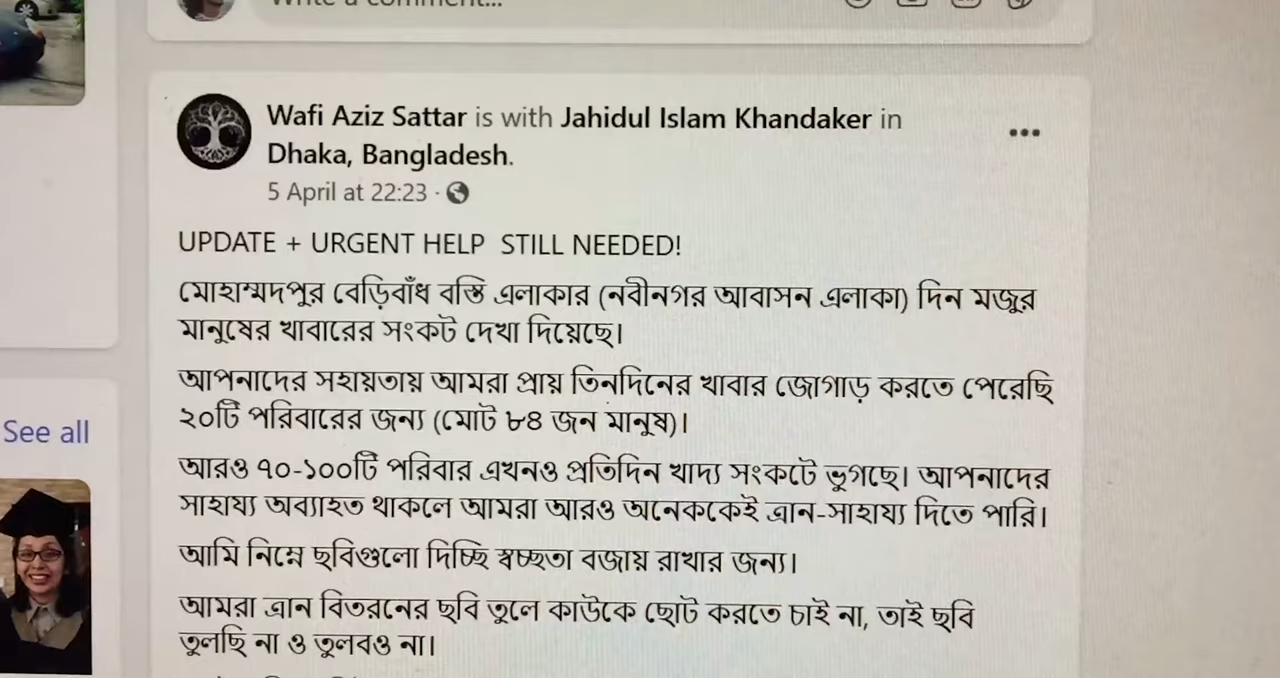 Write a comment...
Wafi Aziz Sattar is with Jahidul Islam Khandaker in
Dhaka, Bangladesh.
5 April at 22:23 ·
UPDATE + URGENT HELP STILL NEEDED!
মোহাম্মদপুর বেড়িবাঁধ বস্তি এলাকার (নবীনগর আবাসন এলাকা) দিন মজুর
মানুষের খাবারের সংকট দেখা দিয়েছে।
আপনাদের সহায়তায় আমরা প্রায় তিনদিনের খাবার জোগাড় করতে পেরেছি
২০টি পরিবারের জন্য (মোট ৮৪ জন মানুষ)।
See all
আরও ৭০-১০০টি পরিবার এখনও প্রতিদিন খাদ্য সংকটে ভুগছে। আপনাদের
সাহায্য অব্যাহত থাকলে আমরা আরও অনেককেই ত্রান-সাহায্য দিতে পারি।
আমি নিম্নে ছবিগুলো দিচ্ছি স্বচ্ছতা বজায় রাখার জন্য।
আমরা ত্রান বিতরনের ছবি তুলে কাউকে ছোট করতে চাই না, তাই ছবি
তুলছি না ও তুলবও না।